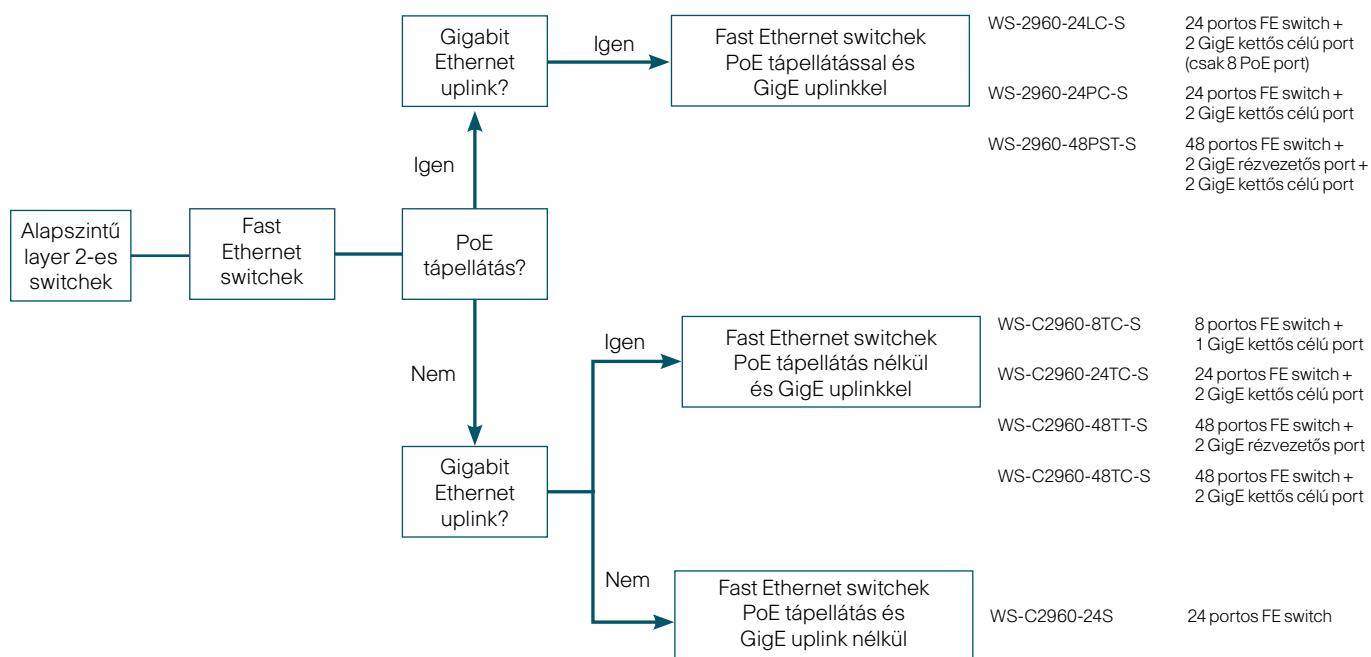 Gigabit
Ethernet
uplink?
Igen
Fast Ethernet switchek
PoE tápellátással és
GigE uplinkkel
WS-2960-24LC-S
24 portos FE switch +
2 GigE kettős célú port
(csak 8 PoE port)
WS-2960-24PC-S
24 portos FE switch +
2 GigE kettős célú port
WS-2960-48PST-S
48 portos FE switch +
2 GigE rézvezetős port +
2 GigE kettős célú port
Igen
Alapszintű
layer 2-es
switchek
Fast
Ethernet
switchek
PoE
tápellátás?
Nem
Gigabit
Ethernet
uplink?
Igen
Fast Ethernet switchek
PoE tápellátás nélkül
és GigE uplinkkel
WS-C2960-8TC-S
8 portos FE switch +
1 GigE kettős célú port
WS-C2960-24TC-S
24 portos FE switch +
2 GigE kettős célú port
WS-C2960-48TT-S
48 portos FE switch +
2 GigE rézvezetős port
WS-C2960-48TC-S
48 portos FE switch +
2 GigE kettős célú port
Nem
Fast Ethernet switchek
PoE tápellátás és
GigE uplink nélkül
WS-C2960-24S
24 portos FE switch